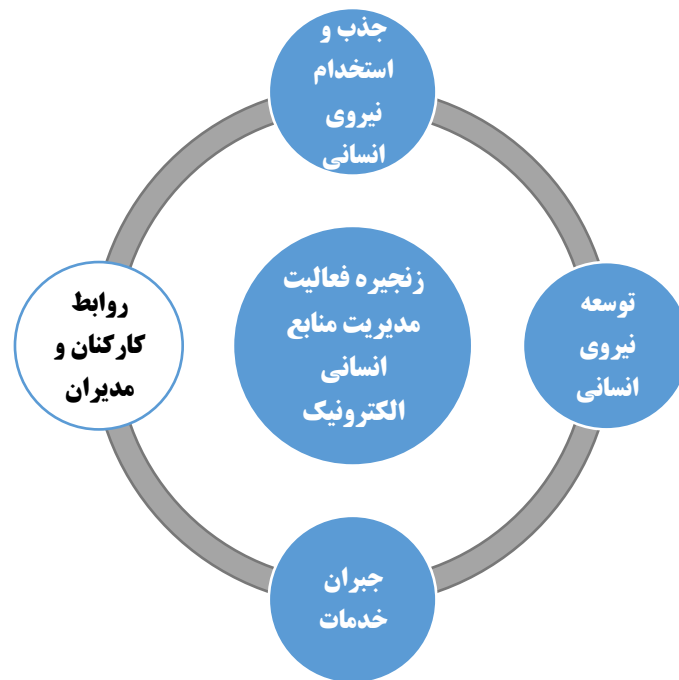 جذب و
استخدام
نیروی
انسانی
زنجیره فعالیت
مدیریت منابع
انسانی
الکترونیک
توسعه
نیروی
انسانی
جبران
خدمات
روابط
کارکنان و
مدیران